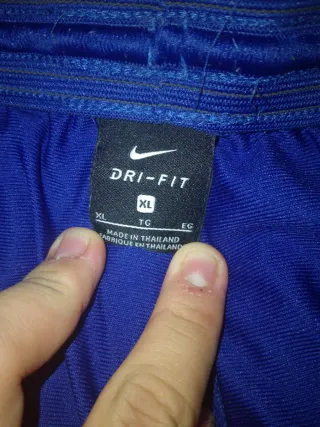 DRI-FIT
XL
XL TG EG
MADE IN THAILAND
FABRIQUE EN THAILANDE